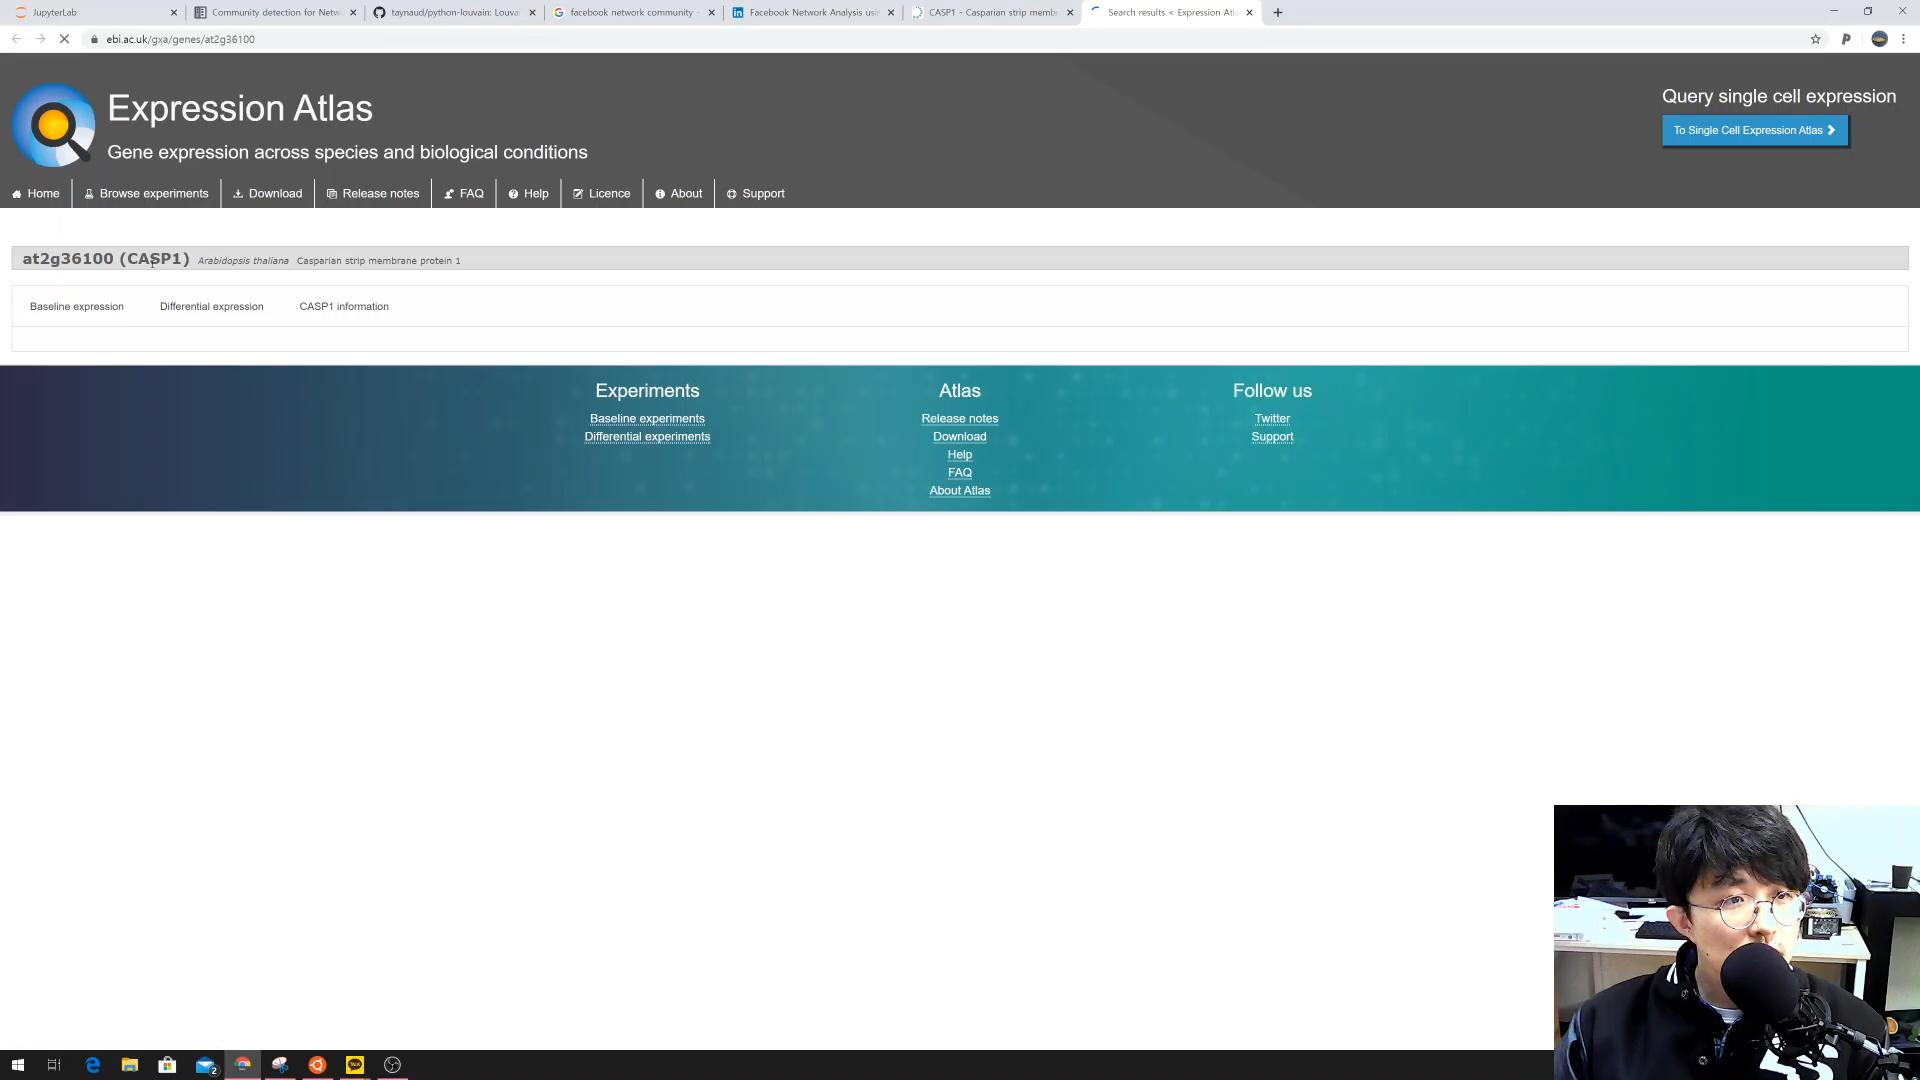 JupyterLab
Community detection for Netw
taynaud/python-louvain: Louva
facebook network community -
Facebook Network Analysis usi
CASP1 - Casparian strip memb
Search results < Expression Atl
ebi.ac.uk/gxa/genes/at2g36100
Expression Atlas
Gene expression across species and biological conditions
Query single cell expression
To Single Cell Expression Atlas
Home
Browse experiments
Download
Release notes
FAQ
Help
Licence
About
Support
at2g36100 (CASP1) Arabidopsis thaliana Casparian strip membrane protein 1
Baseline expression
Differential expression
CASP1 information
Experiments
Baseline experiments
Differential experiments
Atlas
Release notes
Download
Help
FAQ
About Atlas
Follow us
Twitter
Support
2
TALK